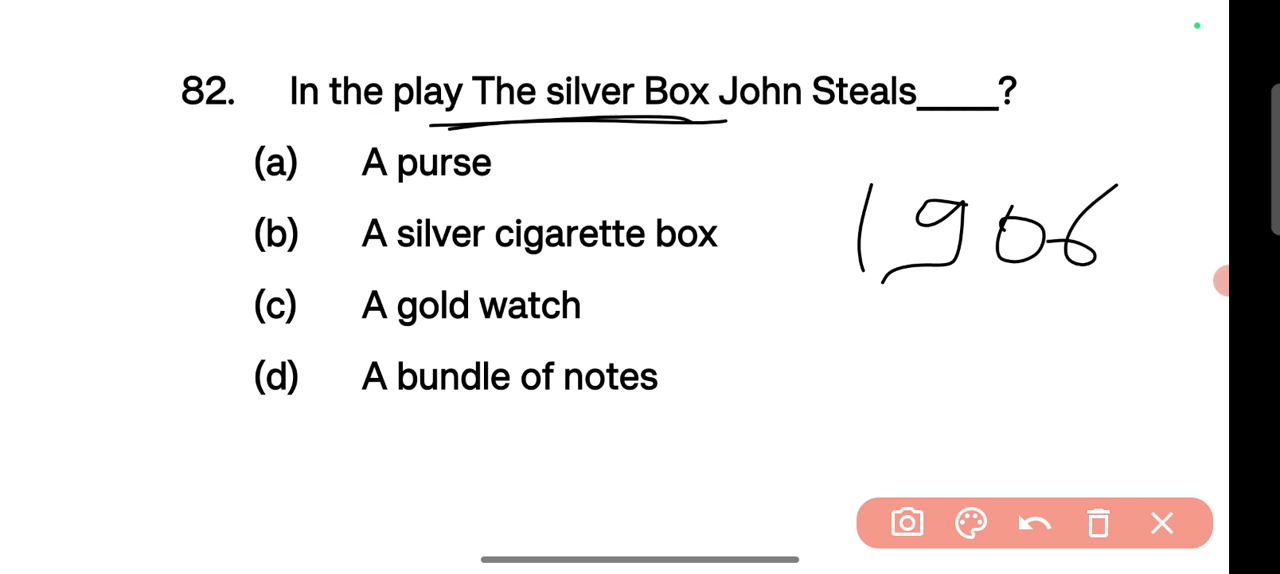 82. In the play The silver Box John Steals____?
(a) A purse
(b) A silver cigarette box
1906
(c) A gold watch
(d) A bundle of notes